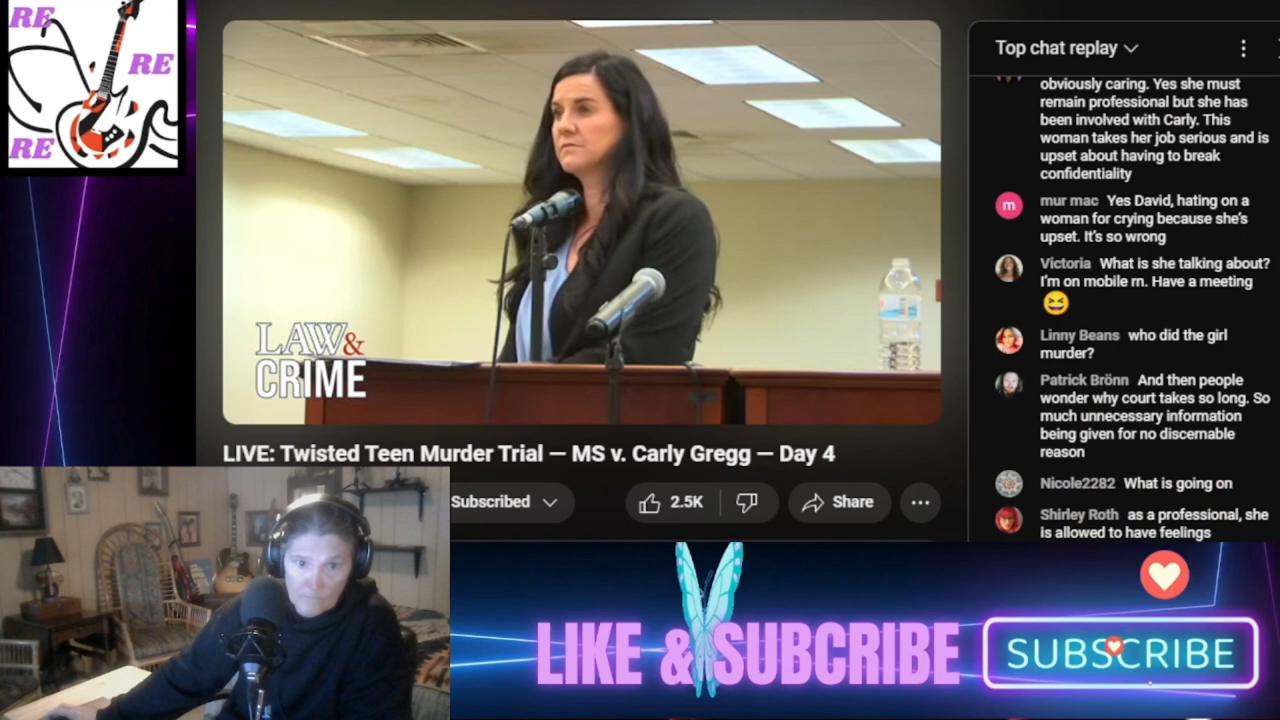 RE
RE
RE
LAW&
CRIME
LIVE: Twisted Teen Murder Trial — MS v. Carly Gregg — Day 4
Subscribed
2.5K
Share
Top chat replay
obviously caring. Yes she must
remain professional but she has
been involved with Carly. This
woman takes her job serious and is
upset about having to break
confidentiality
m
mur mac Yes David, hating on a
woman for crying because she's
upset. It's so wrong
Victoria What is she talking about?
I'm on mobile rn. Have a meeting
Linny Beans who did the girl
murder?
Patrick Brönn And then people
wonder why court takes so long. So
much unnecessary information
being given for no discernable
reason
Nicole2282 What is going on
Shirley Roth as a professional, she
is allowed to have feelings
LIKE & SUBCRIBE
SUBSCRIBE